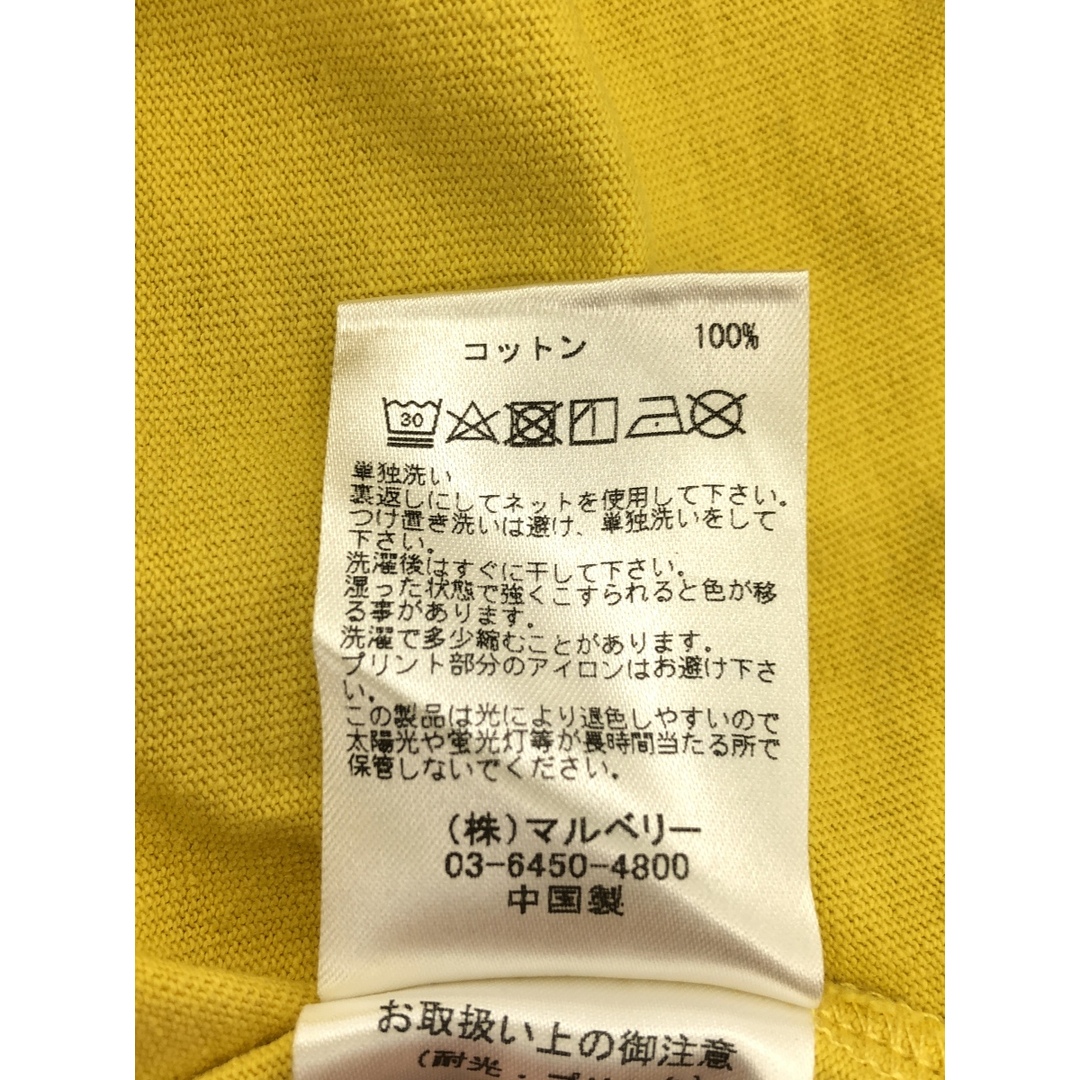 コットン 100%
30
単独洗い
裏返しにしてネットを使用して下さい。
つけ置き洗いは避け、単独洗いをして
下さい。
洗濯後はすぐに干して下さい。
湿った状態で強くこすられると色が移
る事があります。
洗濯で多少縮むことがあります。
プリント部分のアイロンはお避け下さ
い。
この製品は光により退色しやすいので
太陽光や蛍光灯等が長時間当たる所で
保管しないでください。
(株)マルベリー
03-6450-4800
中国製
お取扱い上の御注意
(耐光・プリント)